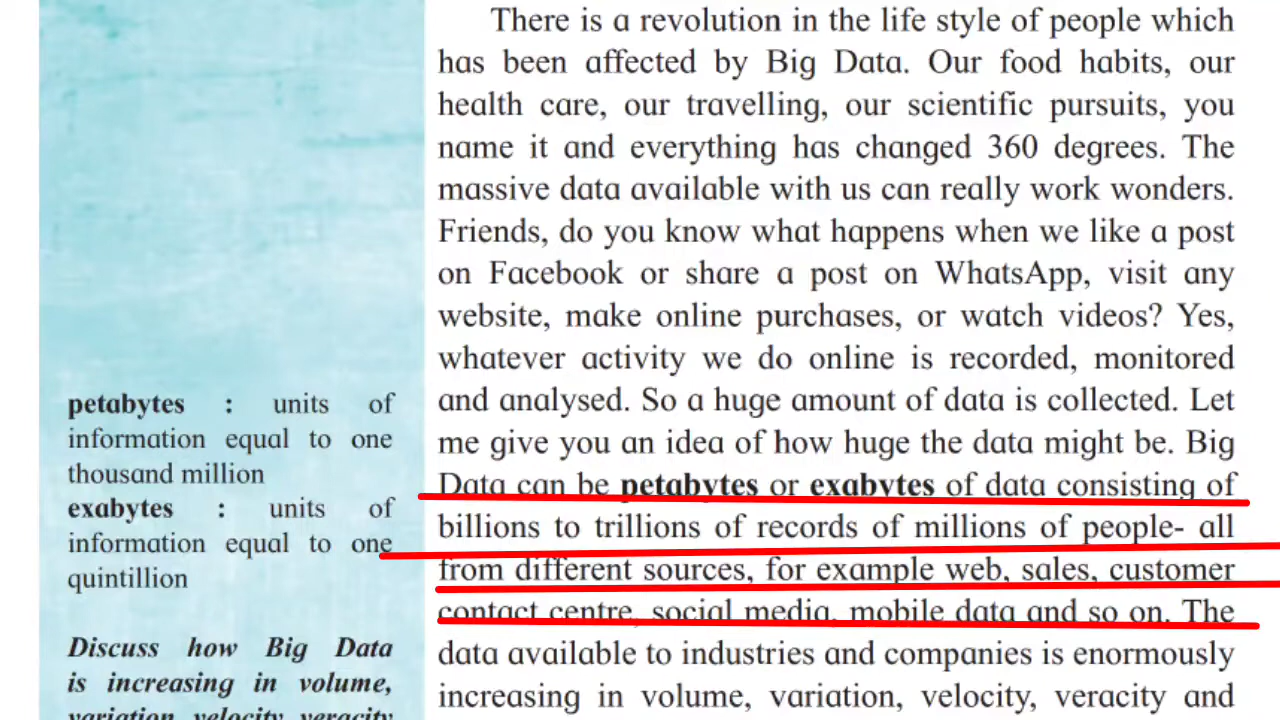 There is a revolution in the life style of people which
has been affected by Big Data. Our food habits, our
health care, our travelling, our scientific pursuits, you
name it and everything has changed 360 degrees. The
massive data available with us can really work wonders.
Friends, do you know what happens when we like a post
on Facebook or share a post on WhatsApp, visit any
website, make online purchases, or watch videos? Yes,
whatever activity we do online is recorded, monitored
and analysed. So a huge amount of data is collected. Let
me give you an idea of how huge the data might be. Big
Data can be petabytes or exabytes of data consisting of
billions to trillions of records of millions of people- all
from different sources, for example web, sales, customer
contact centre, social media, mobile data and so on. The
data available to industries and companies is enormously
increasing in volume, variation, velocity, veracity and
petabytes : units of
information equal to one
thousand million
exabytes : units of
information equal to one
quintillion
Discuss how Big Data
is increasing in volume,
variation, velocity, veracity